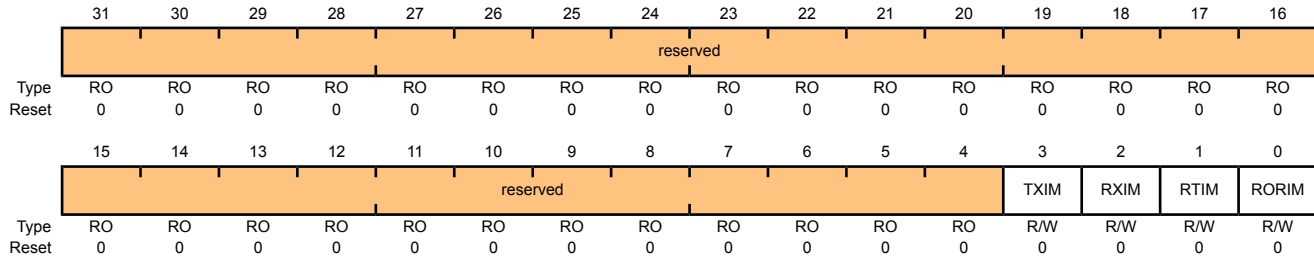 31 30 29 28 27 26 25 24 23 22 21 20 19 18 17 16
reserved
Type RO RO RO RO RO RO RO RO RO RO RO RO RO RO RO RO
Reset 0 0 0 0 0 0 0 0 0 0 0 0 0 0 0 0
15 14 13 12 11 10 9 8 7 6 5 4 3 2 1 0
reserved TXIM RXIM RTIM RORIM
Type RO RO RO RO RO RO RO RO RO RO RO RO R/W R/W R/W R/W
Reset 0 0 0 0 0 0 0 0 0 0 0 0 0 0 0 0